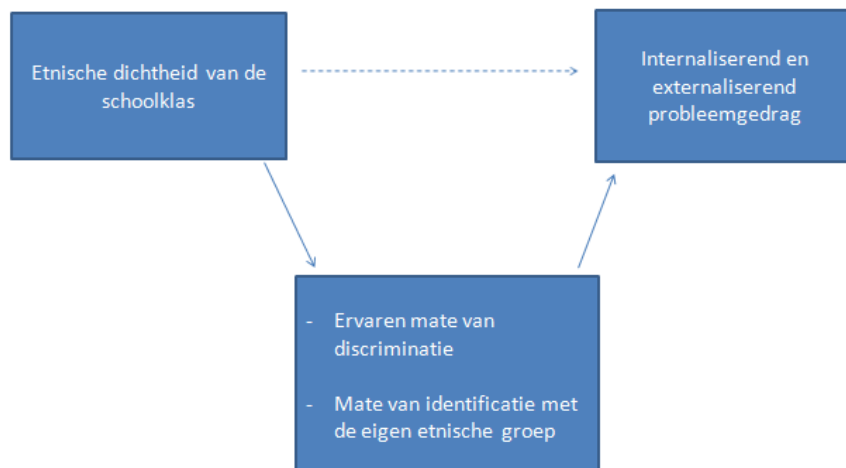 Etnische dichtheid van de
schoolklas
Internaliserend en
externaliserend
probleemgedrag
- Ervaren mate van
discriminatie
- Mate van identificatie met
de eigen etnische groep